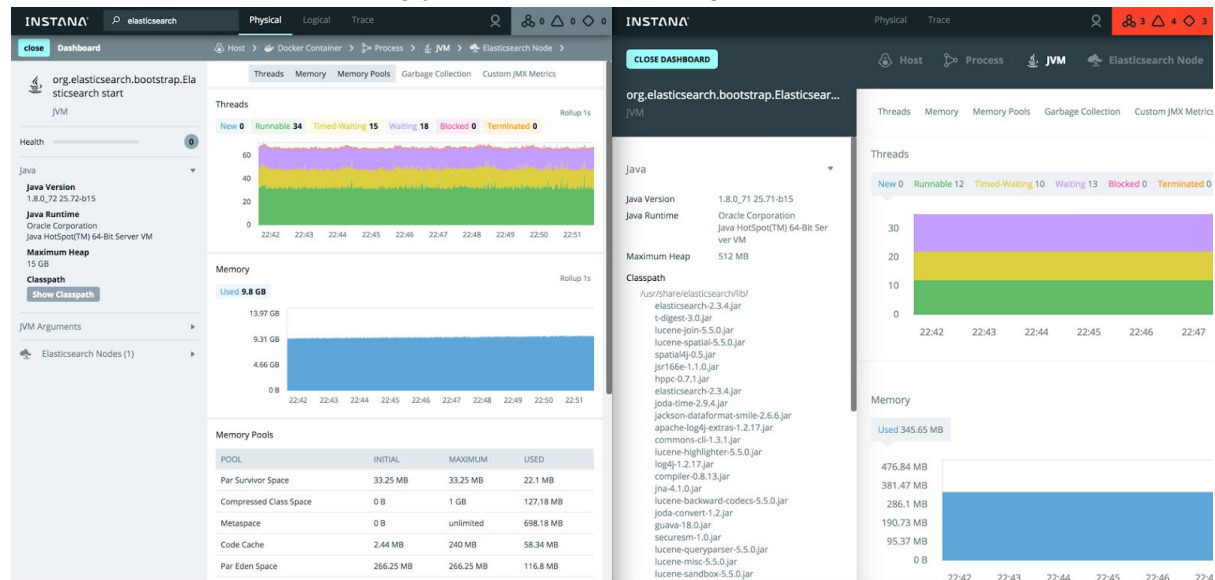 INSTANA
elasticsearch
Physical Logical Trace
0 0 0
close Dashboard
Host > Docker Container > Process > JVM > Elasticsearch Node >
org.elasticsearch.bootstrap.Ela
sticsearch start
JVM
Health 0
Java
Java Version
1.8.0_72 25.72-b15
Java Runtime
Oracle Corporation
Java HotSpot(TM) 64-Bit Server VM
Maximum Heap
15 GB
Classpath
Show Classpath
JVM Arguments
Elasticsearch Nodes (1)
Threads Memory Memory Pools Garbage Collection Custom JMX Metrics
Threads
Rollup 1s
New 0 Runnable 34 Timed-Waiting 15 Waiting 18 Blocked 0 Terminated 0
60
40
20
0
22:42 22:43 22:44 22:45 22:46 22:47 22:48 22:49 22:50 22:51
Memory
Rollup 1s
Used 9.8 GB
13.97 GB
9.31 GB
4.66 GB
0 B
22:42 22:43 22:44 22:45 22:46 22:47 22:48 22:49 22:50 22:51
Memory Pools
POOL INITIAL MAXIMUM USED
Par Survivor Space 33.25 MB 33.25 MB 22.1 MB
Compressed Class Space 0 B 1 GB 127.18 MB
Metaspace 0 B unlimited 698.18 MB
Code Cache 2.44 MB 240 MB 58.34 MB
Par Eden Space 266.25 MB 266.25 MB 116.8 MB
INSTANA
Physical Trace
3 4 3
CLOSE DASHBOARD
Host Process JVM Elasticsearch Node
org.elasticsearch.bootstrap.Elasticsear...
JVM
Java
Java Version 1.8.0_71 25.71-b15
Java Runtime Oracle Corporation
Java HotSpot(TM) 64-Bit Ser
ver VM
Maximum Heap 512 MB
Classpath
/usr/share/elasticsearch/lib/
elasticsearch-2.3.4.jar
t-digest-3.0.jar
lucene-join-5.5.0.jar
lucene-spatial-5.5.0.jar
spatial4j-0.5.jar
jsr166e-1.1.0.jar
hppc-0.7.1.jar
elasticsearch-2.3.4.jar
joda-time-2.9.4.jar
jackson-dataformat-smile-2.6.6.jar
apache-log4j-extras-1.2.17.jar
commons-cli-1.3.1.jar
lucene-highlighter-5.5.0.jar
log4j-1.2.17.jar
compiler-0.8.13.jar
jna-4.1.0.jar
lucene-backward-codecs-5.5.0.jar
joda-convert-1.2.jar
guava-18.0.jar
securesm-1.0.jar
lucene-queryparser-5.5.0.jar
lucene-misc-5.5.0.jar
lucene-sandbox-5.5.0.jar
Threads Memory Memory Pools Garbage Collection Custom JMX Metrics
Threads
New 0 Runnable 12 Timed-Waiting 10 Waiting 13 Blocked 0 Terminated 0
30
20
10
0
22:42 22:43 22:44 22:45 22:46 22:47
Memory
Used 345.65 MB
476.84 MB
381.47 MB
286.1 MB
190.73 MB
95.37 MB
0 B
22:42 22:43 22:44 22:45 22:46